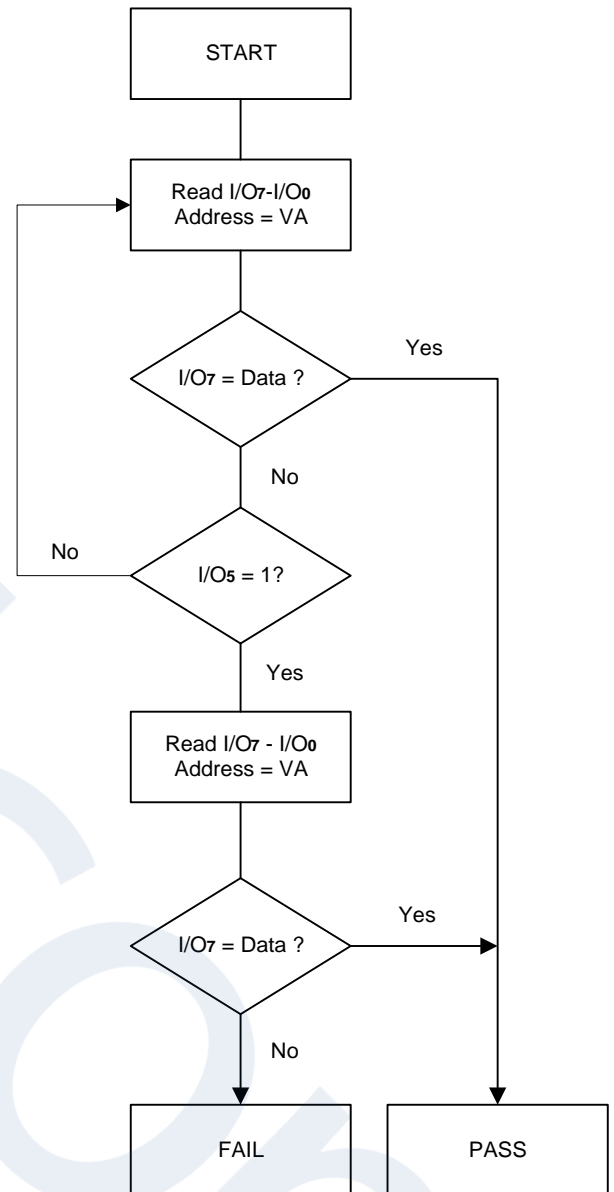 START
Read I/O7-I/O0
Address = VA
I/O7 = Data ?
Yes
No
I/O5 = 1?
No
Yes
Read I/O7 - I/O0
Address = VA
I/O7 = Data ?
Yes
No
FAIL
PASS